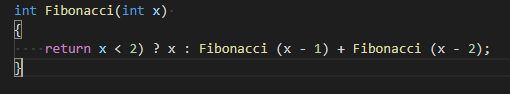 int Fibonacci(int x)
{
    return x < 2) ? x : Fibonacci (x - 1) + Fibonacci (x - 2);
}